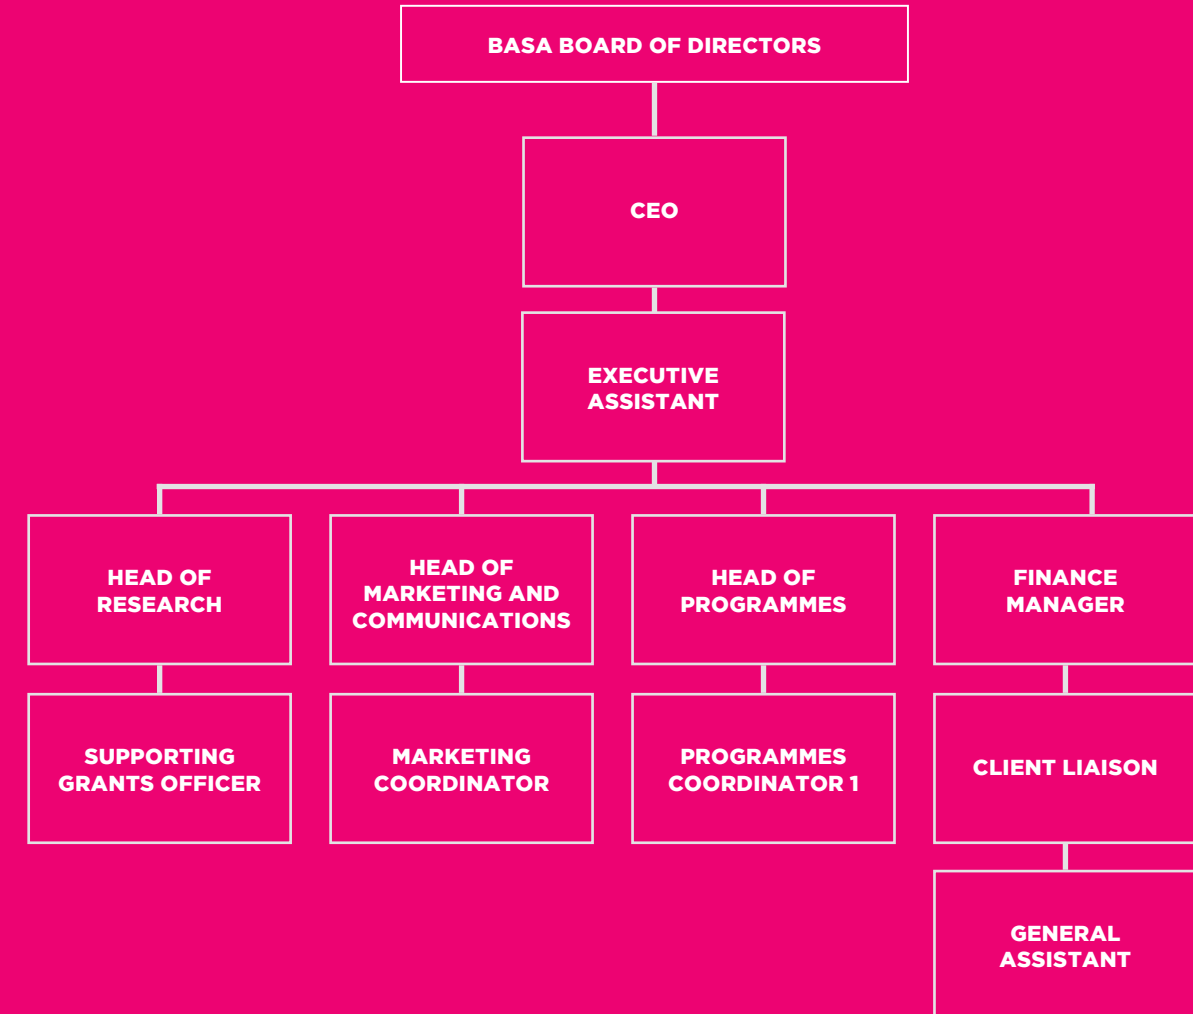 BASA BOARD OF DIRECTORS
CEO
EXECUTIVE
ASSISTANT
HEAD OF
RESEARCH
HEAD OF
MARKETING AND
COMMUNICATIONS
HEAD OF
PROGRAMMES
FINANCE
MANAGER
SUPPORTING
GRANTS OFFICER
MARKETING
COORDINATOR
PROGRAMMES
COORDINATOR 1
CLIENT LIAISON
GENERAL
ASSISTANT